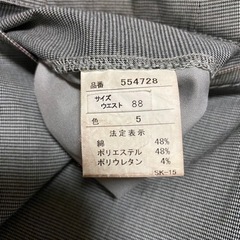 品番 554728
サイズ
ウエスト 88
色 5
法定表示
綿 48%
ポリエステル 48%
ポリウレタン 4%
SK-15